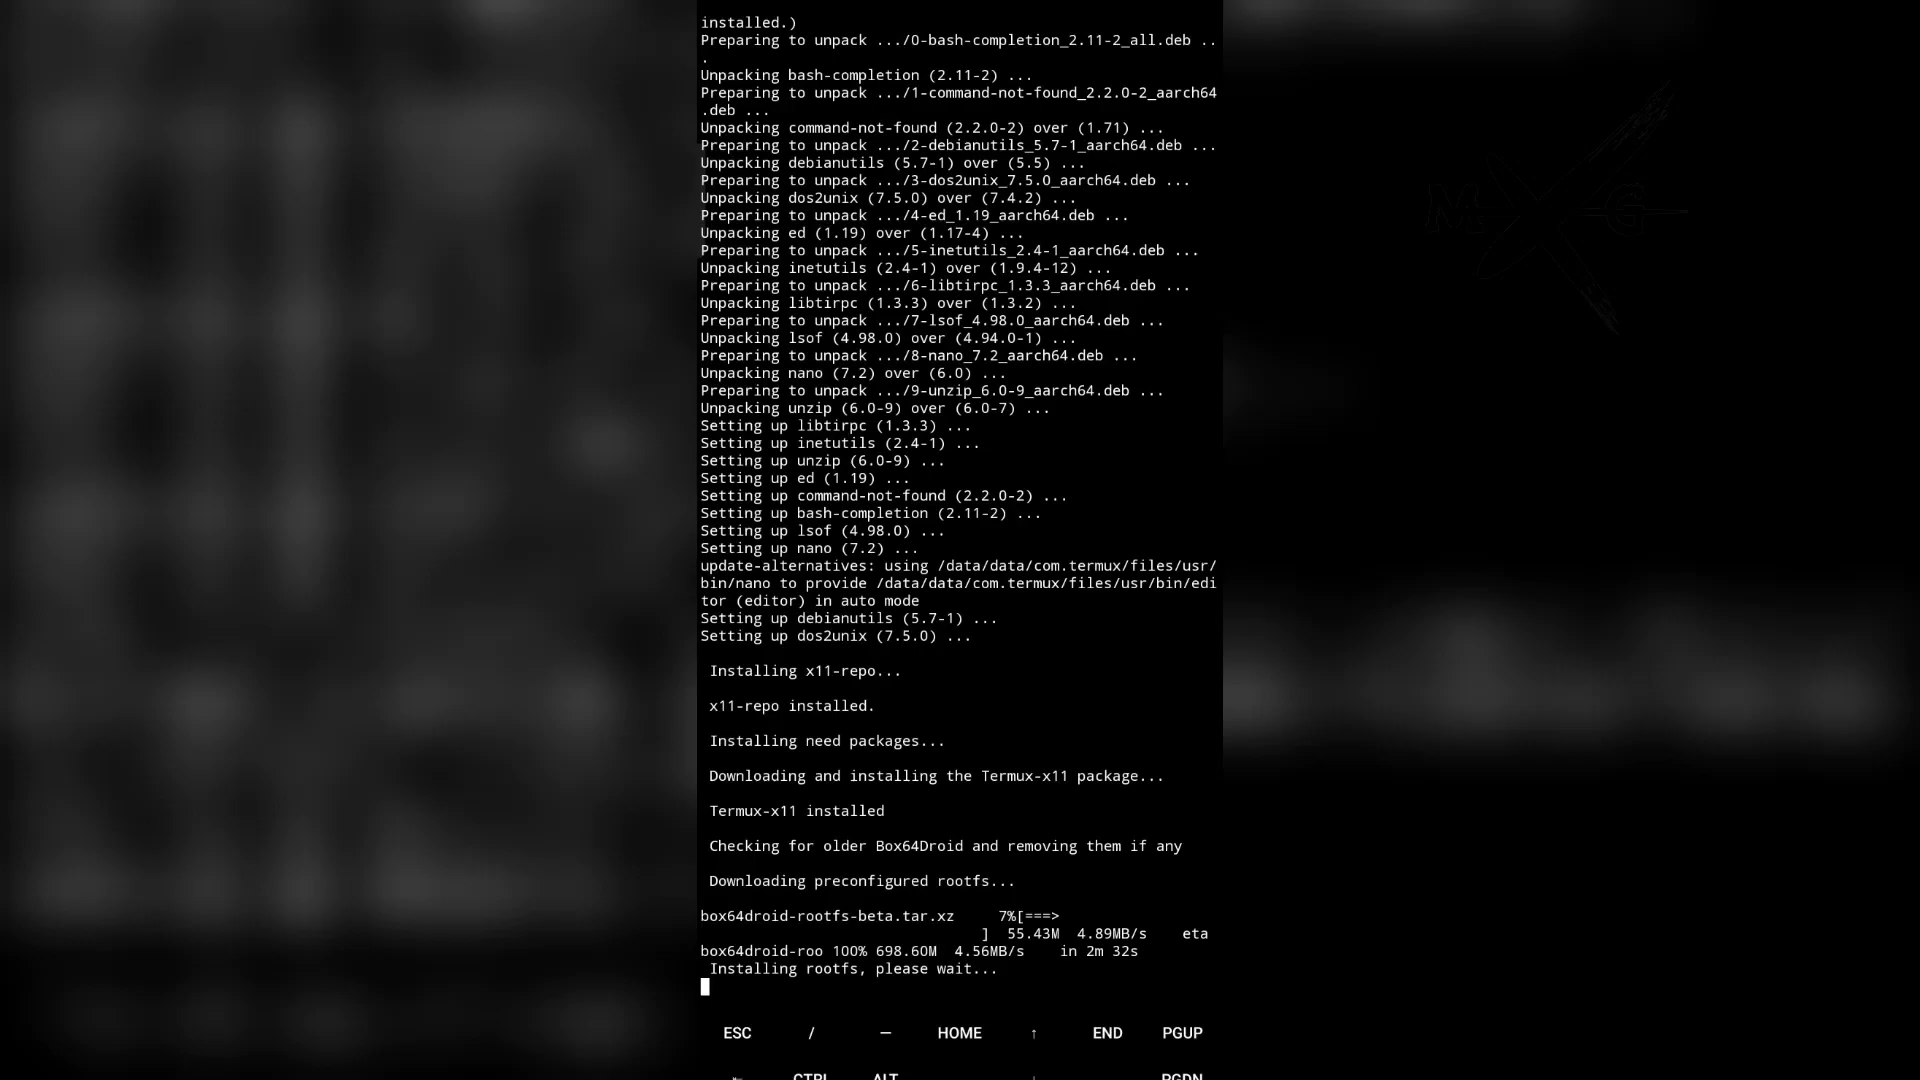 installed.)
Preparing to unpack .../0-bash-completion_2.11-2_all.deb ..
.
Unpacking bash-completion (2.11-2) ...
Preparing to unpack .../1-command-not-found_2.2.0-2_aarch64
.deb ...
Unpacking command-not-found (2.2.0-2) over (1.71) ...
Preparing to unpack .../2-debianutils_5.7-1_aarch64.deb ...
Unpacking debianutils (5.7-1) over (5.5) ...
Preparing to unpack .../3-dos2unix_7.5.0_aarch64.deb ...
Unpacking dos2unix (7.5.0) over (7.4.2) ...
Preparing to unpack .../4-ed_1.19_aarch64.deb ...
Unpacking ed (1.19) over (1.17-4) ...
Preparing to unpack .../5-inetutils_2.4-1_aarch64.deb ...
Unpacking inetutils (2.4-1) over (1.9.4-12) ...
Preparing to unpack .../6-libtirpc_1.3.3_aarch64.deb ...
Unpacking libtirpc (1.3.3) over (1.3.2) ...
Preparing to unpack .../7-lsof_4.98.0_aarch64.deb ...
Unpacking lsof (4.98.0) over (4.94.0-1) ...
Preparing to unpack .../8-nano_7.2_aarch64.deb ...
Unpacking nano (7.2) over (6.0) ...
Preparing to unpack .../9-unzip_6.0-9_aarch64.deb ...
Unpacking unzip (6.0-9) over (6.0-7) ...
Setting up libtirpc (1.3.3) ...
Setting up inetutils (2.4-1) ...
Setting up unzip (6.0-9) ...
Setting up ed (1.19) ...
Setting up command-not-found (2.2.0-2) ...
Setting up bash-completion (2.11-2) ...
Setting up lsof (4.98.0) ...
Setting up nano (7.2) ...
update-alternatives: using /data/data/com.termux/files/usr/
bin/nano to provide /data/data/com.termux/files/usr/bin/edi
tor (editor) in auto mode
Setting up debianutils (5.7-1) ...
Setting up dos2unix (7.5.0) ...
Installing x11-repo...
x11-repo installed.
Installing need packages...
Downloading and installing the Termux-x11 package...
Termux-x11 installed
Checking for older Box64Droid and removing them if any
Downloading preconfigured rootfs...
box64droid-rootfs-beta.tar.xz 7%[===>
] 55.43M 4.89MB/s eta
box64droid-roo 100% 698.60M 4.56MB/s in 2m 32s
Installing rootfs, please wait...
ESC / — HOME ↑ END PGUP
CTRL ALT ↓ PGDN